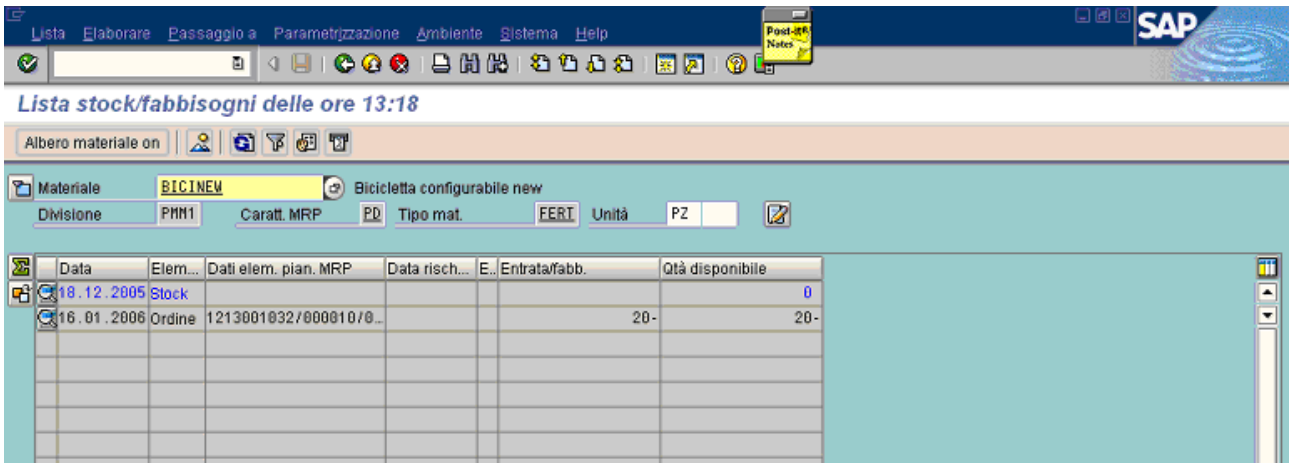 Lista Elaborare Passaggio a Parametrizzazione Ambiente Sistema Help
Post-it®
Notes
SAP
Lista stock/fabbisogni delle ore 13:18
Albero materiale on
Materiale BICINEW Bicicletta configurabile new
Divisione PMM1 Caratt. MRP PD Tipo mat. FERT Unità PZ
Data Elem... Dati elem. pian. MRP Data risch... E.. Entrata/fabb. Qtà disponibile
18.12.2005 Stock 0
16.01.2006 Ordine 1213001032/000010/0... 20- 20-